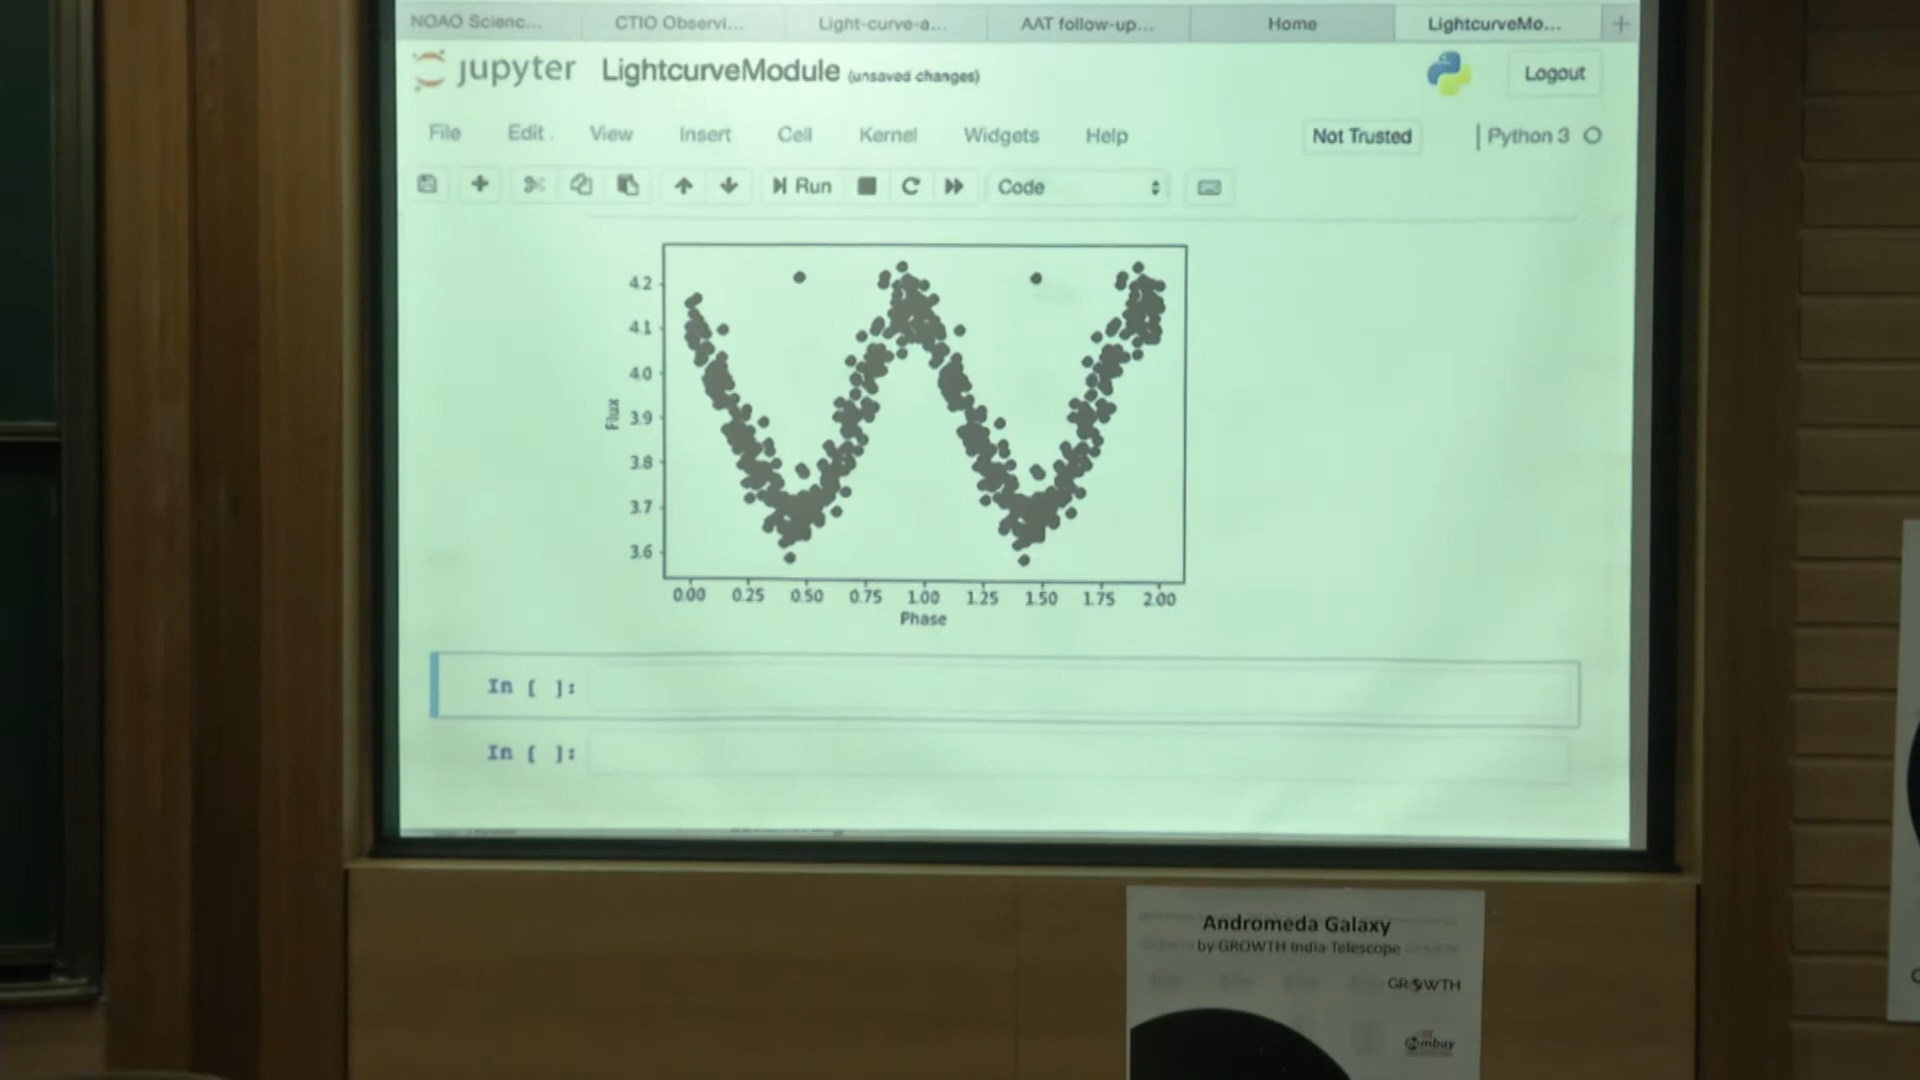 NOAO Scienc...
CTIO Observi...
Light-curve-a...
AAT follow-up...
Home
LightcurveMo...
+
jupyter LightcurveModule (unsaved changes)
Logout
File Edit View Insert Cell Kernel Widgets Help
Not Trusted
Python 3
Run
Code
4.2
4.1
4.0
3.9
3.8
3.7
3.6
Flux
0.00 0.25 0.50 0.75 1.00 1.25 1.50 1.75 2.00
Phase
In [ ]:
In [ ]:
Andromeda Galaxy
by GROWTH India Telescope
GROWTH
Bombay